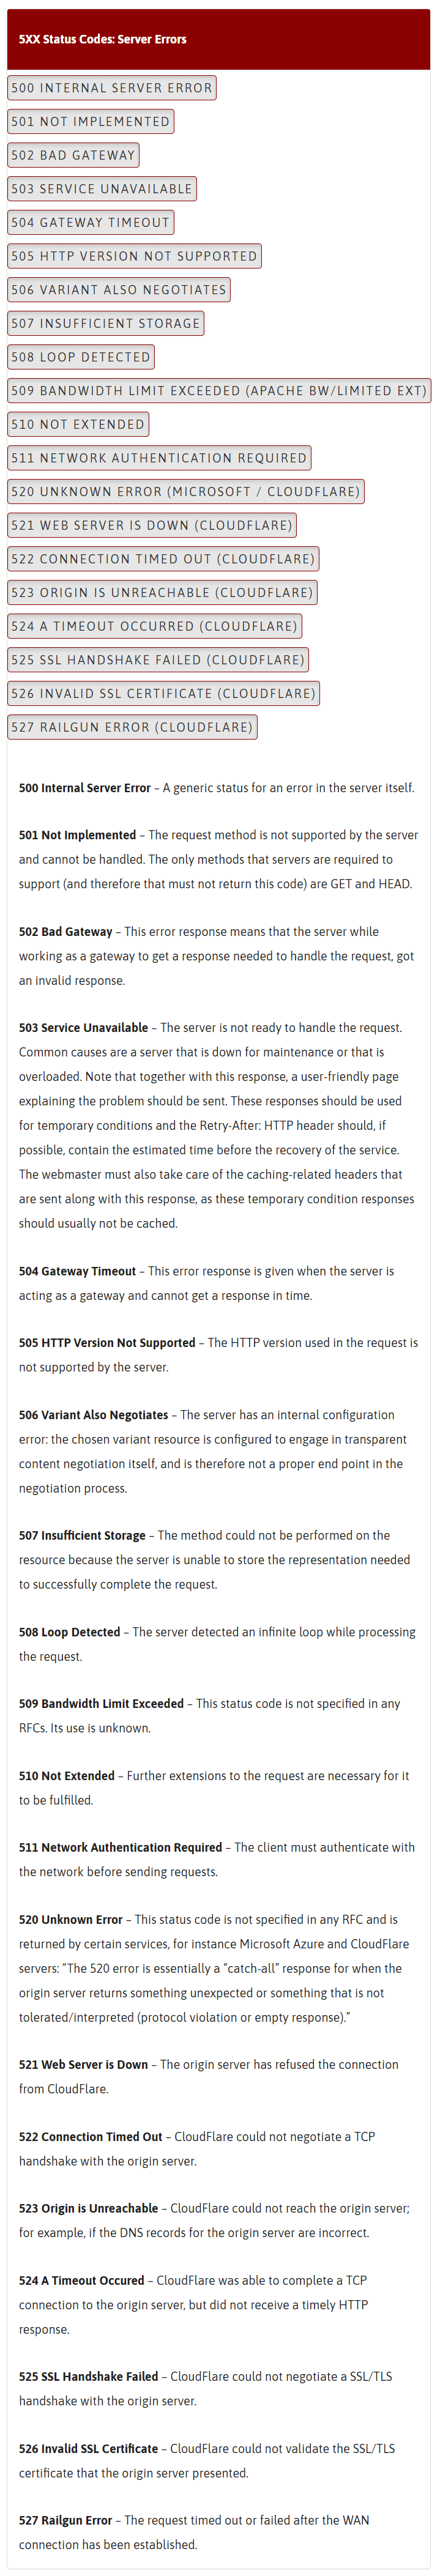 5XX Status Codes: Server Errors
500 INTERNAL SERVER ERROR
501 NOT IMPLEMENTED
502 BAD GATEWAY
503 SERVICE UNAVAILABLE
504 GATEWAY TIMEOUT
505 HTTP VERSION NOT SUPPORTED
506 VARIANT ALSO NEGOTIATES
507 INSUFFICIENT STORAGE
508 LOOP DETECTED
509 BANDWIDTH LIMIT EXCEEDED (APACHE BW/LIMITED EXT)
510 NOT EXTENDED
511 NETWORK AUTHENTICATION REQUIRED
520 UNKNOWN ERROR (MICROSOFT / CLOUDFLARE)
521 WEB SERVER IS DOWN (CLOUDFLARE)
522 CONNECTION TIMED OUT (CLOUDFLARE)
523 ORIGIN IS UNREACHABLE (CLOUDFLARE)
524 A TIMEOUT OCCURRED (CLOUDFLARE)
525 SSL HANDSHAKE FAILED (CLOUDFLARE)
526 INVALID SSL CERTIFICATE (CLOUDFLARE)
527 RAILGUN ERROR (CLOUDFLARE)
500 Internal Server Error – A generic status for an error in the server itself.
501 Not Implemented – The request method is not supported by the server
and cannot be handled. The only methods that servers are required to
support (and therefore that must not return this code) are GET and HEAD.
502 Bad Gateway – This error response means that the server while
working as a gateway to get a response needed to handle the request, got
an invalid response.
503 Service Unavailable – The server is not ready to handle the request.
Common causes are a server that is down for maintenance or that is
overloaded. Note that together with this response, a user-friendly page
explaining the problem should be sent. These responses should be used
for temporary conditions and the Retry-After: HTTP header should, if
possible, contain the estimated time before the recovery of the service.
The webmaster must also take care of the caching-related headers that
are sent along with this response, as these temporary condition responses
should usually not be cached.
504 Gateway Timeout – This error response is given when the server is
acting as a gateway and cannot get a response in time.
505 HTTP Version Not Supported – The HTTP version used in the request is
not supported by the server.
506 Variant Also Negotiates – The server has an internal configuration
error: the chosen variant resource is configured to engage in transparent
content negotiation itself, and is therefore not a proper end point in the
negotiation process.
507 Insufficient Storage – The method could not be performed on the
resource because the server is unable to store the representation needed
to successfully complete the request.
508 Loop Detected – The server detected an infinite loop while processing
the request.
509 Bandwidth Limit Exceeded – This status code is not specified in any
RFCs. Its use is unknown.
510 Not Extended – Further extensions to the request are necessary for it
to be fulfilled.
511 Network Authentication Required – The client must authenticate with
the network before sending requests.
520 Unknown Error – This status code is not specified in any RFC and is
returned by certain services, for instance Microsoft Azure and CloudFlare
servers: “The 520 error is essentially a “catch-all” response for when the
origin server returns something unexpected or something that is not
tolerated/interpreted (protocol violation or empty response).”
521 Web Server is Down – The origin server has refused the connection
from CloudFlare.
522 Connection Timed Out – CloudFlare could not negotiate a TCP
handshake with the origin server.
523 Origin is Unreachable – CloudFlare could not reach the origin server;
for example, if the DNS records for the origin server are incorrect.
524 A Timeout Occured – CloudFlare was able to complete a TCP
connection to the origin server, but did not receive a timely HTTP
response.
525 SSL Handshake Failed – CloudFlare could not negotiate a SSL/TLS
handshake with the origin server.
526 Invalid SSL Certificate – CloudFlare could not validate the SSL/TLS
certificate that the origin server presented.
527 Railgun Error – The request timed out or failed after the WAN
connection has been established.